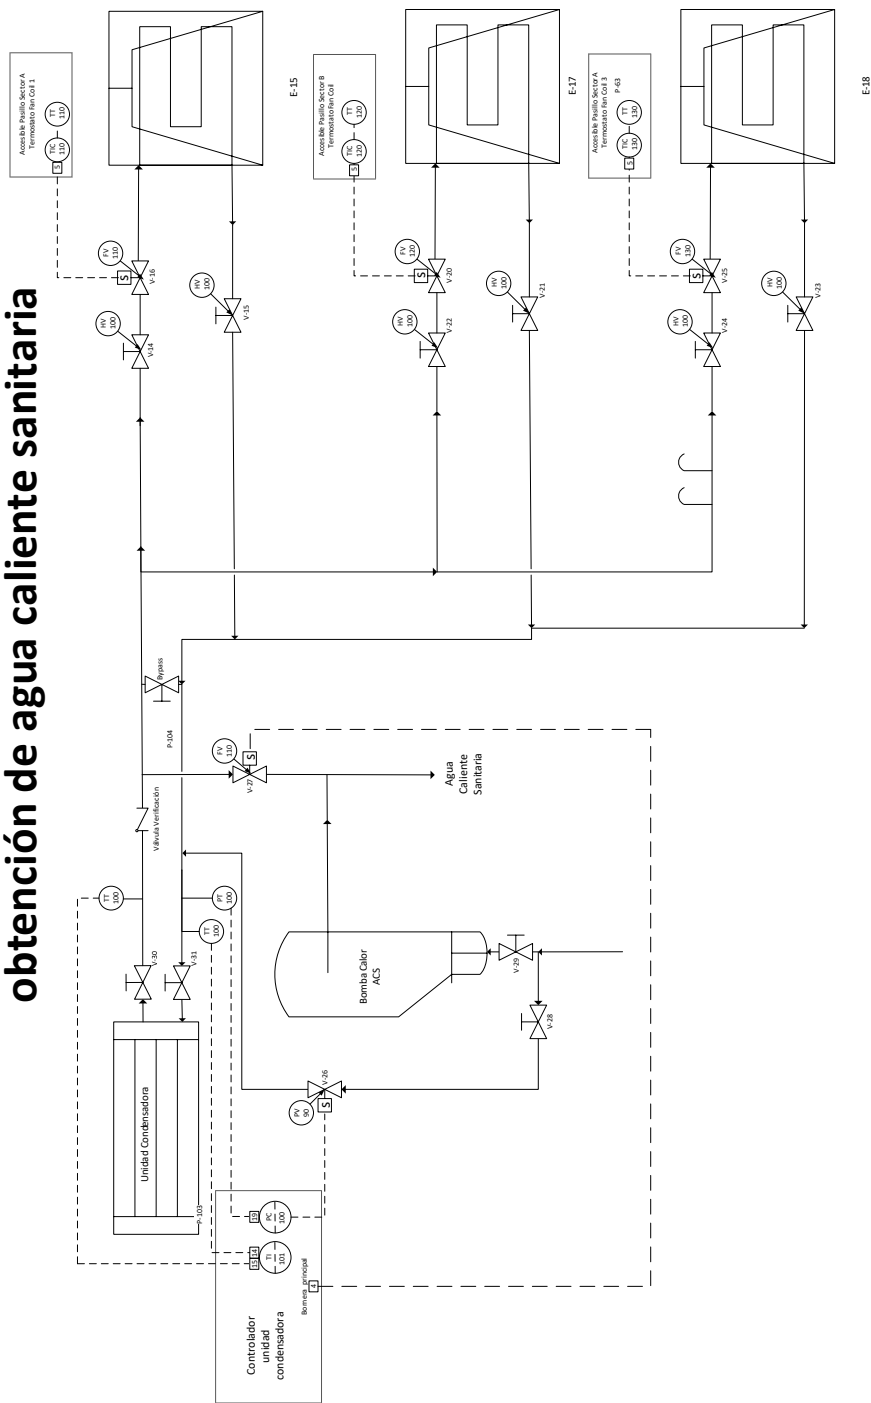 obtención de agua caliente sanitaria
Accesible Pasillo Sector A
Termostato Fan Coil 1
TIC
110
TT
110
S
E-15
Accesible Pasillo Sector B
Termostato Fan Coil
TIC
120
TT
120
S
E-17
Accesible Pasillo Sector A
Termostato Fan Coil 3
P-63
TIC
130
TT
130
S
E-18
FV
110
S
V-16
HV
100
V-14
HV
100
V-15
FV
120
S
V-20
HV
100
V-22
HV
100
V-21
FV
130
S
V-25
HV
100
V-24
HV
100
V-23
Bypass
P-104
Válvula Verificación
FV
110
S
V-27
Agua
Caliente
Sanitaria
TT
100
PT
100
TT
100
V-30
V-31
Unidad Condensadora
P-103
Bomba Calor
ACS
V-29
V-28
PV
90
S
V-26
Controlador
unidad
condensadora
Bornera principal
4
15
14
TI
101
19
PC
100